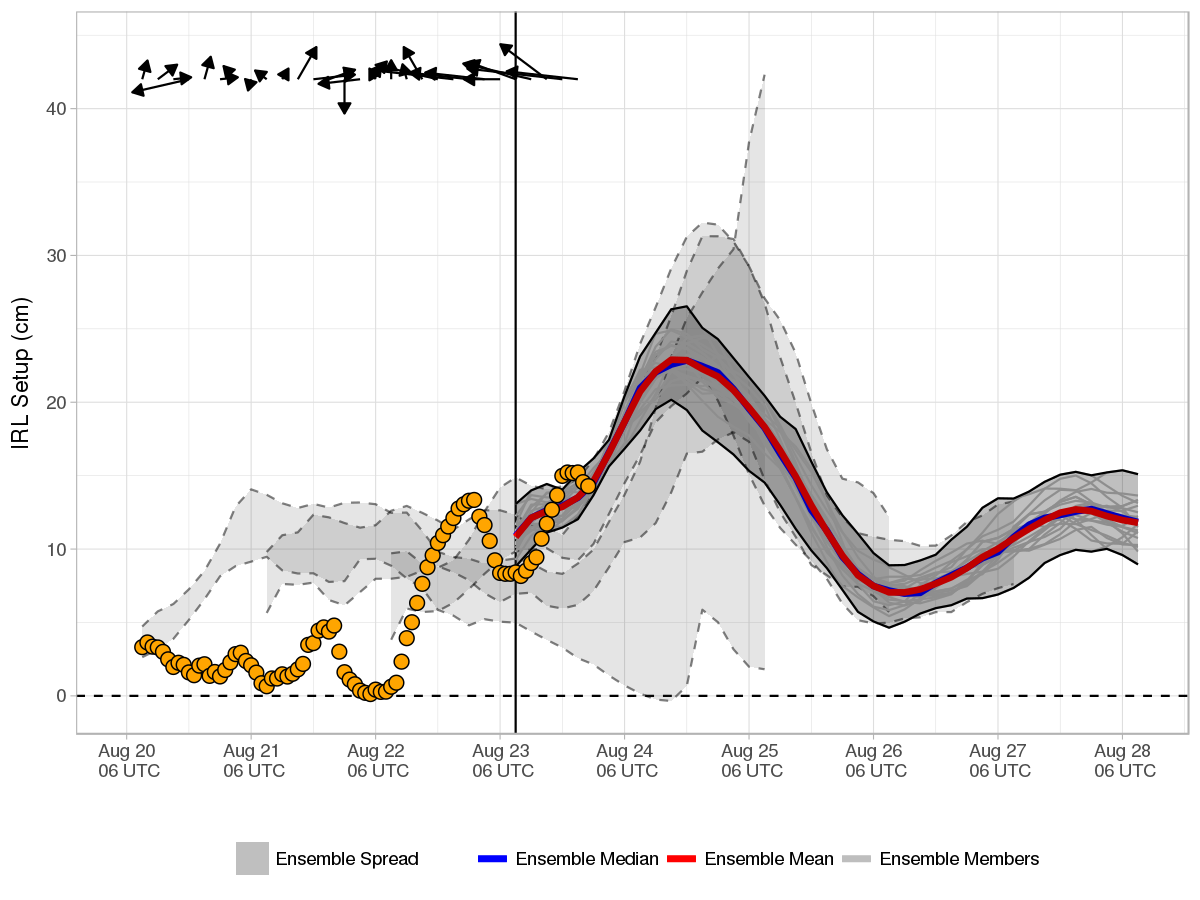 IRL Setup (cm)
40
30
20
10
0
Aug 20 Aug 21 Aug 22 Aug 23 Aug 24 Aug 25 Aug 26 Aug 27 Aug 28
06 UTC 06 UTC 06 UTC 06 UTC 06 UTC 06 UTC 06 UTC 06 UTC 06 UTC
Ensemble Spread Ensemble Median Ensemble Mean Ensemble Members